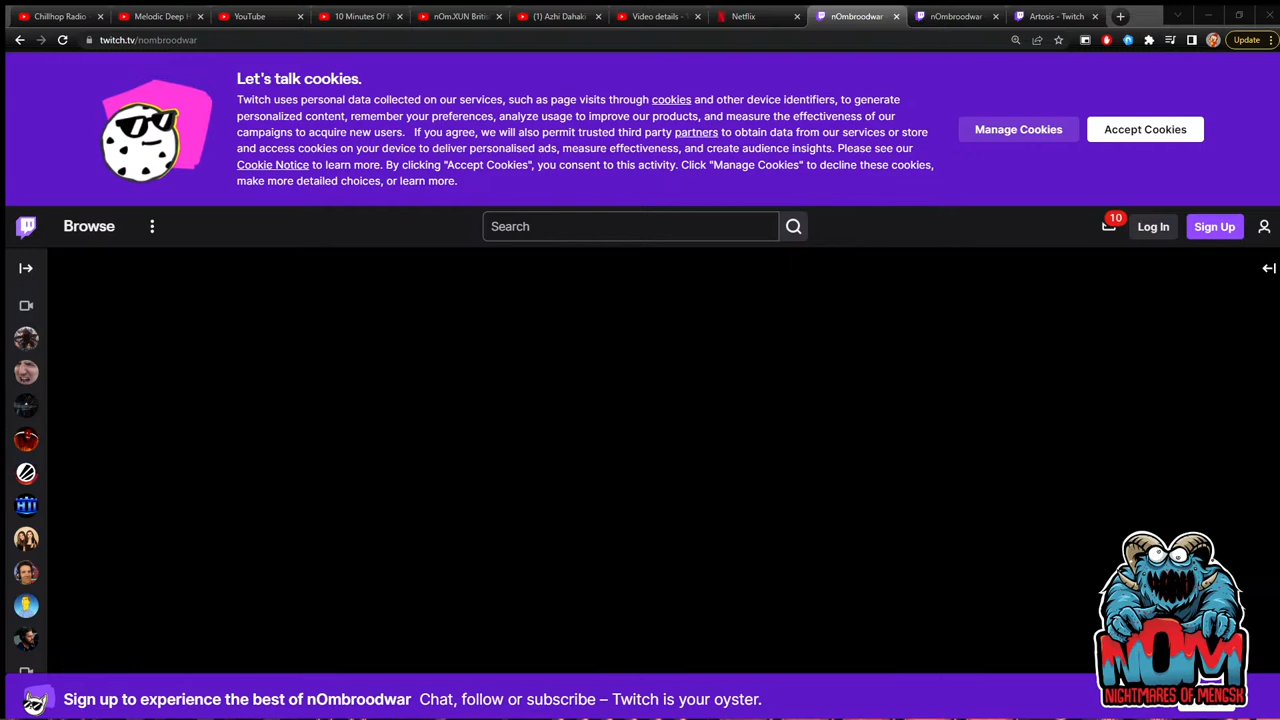 Chillhop Radio
Melodic Deep H
YouTube
10 Minutes Of
nOm.XUN Briti
(1) Azhi Dahak
Video details -
Netflix
nOmbroodwar
nOmbroodwar
Artosis - Twitch
twitch.tv/nombroodwar
Update
Let's talk cookies.
Twitch uses personal data collected on our services, such as page visits through cookies and other device identifiers, to generate
personalized content, remember your preferences, analyze usage to improve our products, and measure the effectiveness of our
campaigns to acquire new users. If you agree, we will also permit trusted third party partners to obtain data from our services or store
and access cookies on your device to deliver personalised ads, measure effectiveness, and create audience insights. Please see our
Cookie Notice to learn more. By clicking "Accept Cookies", you consent to this activity. Click "Manage Cookies" to decline these cookies,
make more detailed choices, or learn more.
Manage Cookies
Accept Cookies
Browse
Search
10
Log In
Sign Up
NOM
NIGHTMARES OF MENGSK
Sign up to experience the best of nOmbroodwar Chat, follow or subscribe – Twitch is your oyster.